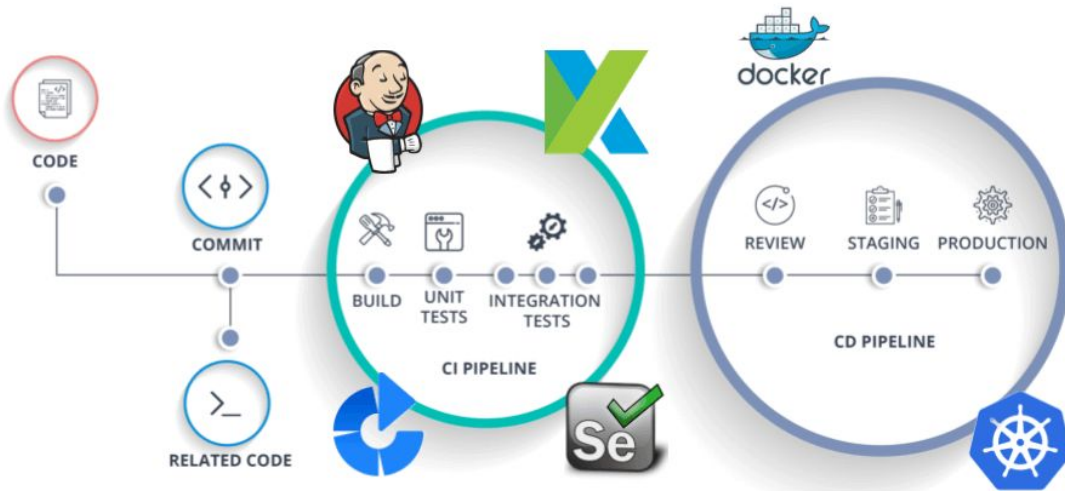 docker
CODE
COMMIT
RELATED CODE
BUILD
UNIT
TESTS
INTEGRATION
TESTS
CI PIPELINE
Se
REVIEW
STAGING
PRODUCTION
CD PIPELINE